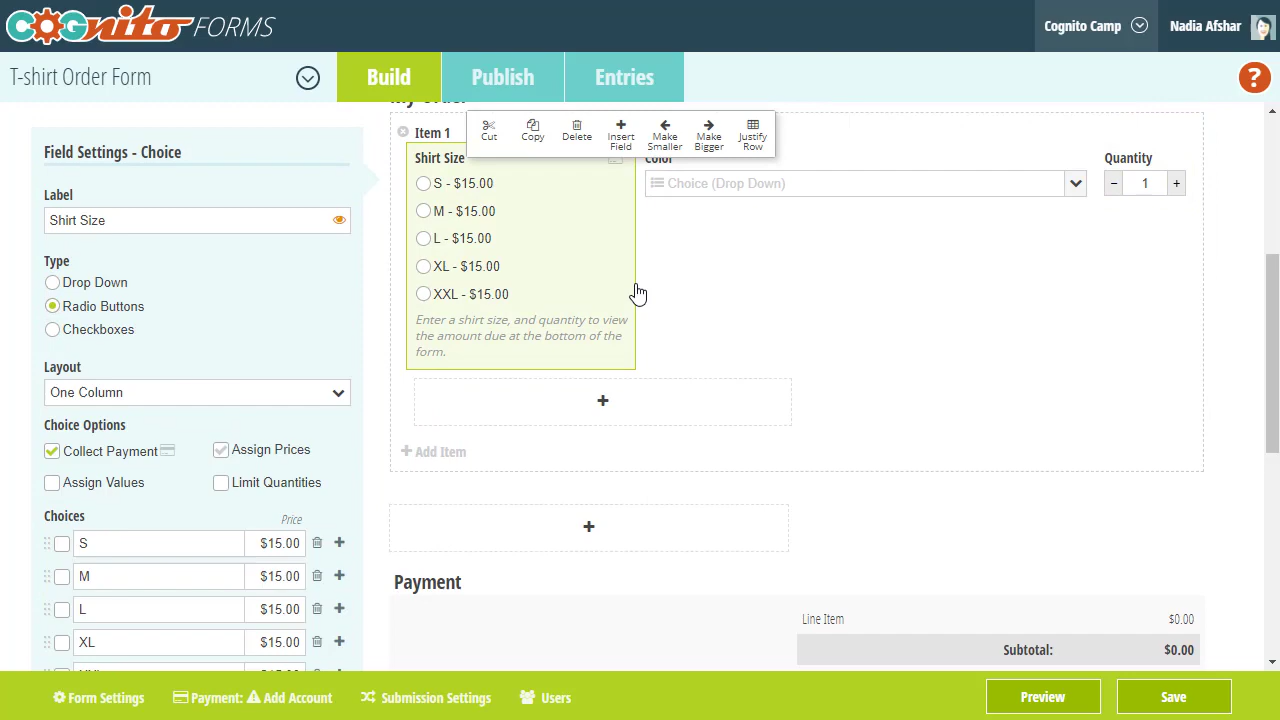 COGnito FORMS
Cognito Camp
Nadia Afshar
T-shirt Order Form
Build
Publish
Entries
?
My Order
Cut
Copy
Delete
Insert Field
Make Smaller
Make Bigger
Justify Row
Field Settings - Choice
Label
Shirt Size
Type
Drop Down
Radio Buttons
Checkboxes
Layout
One Column
Choice Options
Collect Payment
Assign Prices
Assign Values
Limit Quantities
Choices
Price
S $15.00
M $15.00
L $15.00
XL $15.00
Item 1
Shirt Size
S - $15.00
M - $15.00
L - $15.00
XL - $15.00
XXL - $15.00
Enter a shirt size, and quantity to view
the amount due at the bottom of the
form.
Color
Choice (Drop Down)
Quantity
1
Add Item
Payment
Line Item $0.00
Subtotal: $0.00
Form Settings
Payment: Add Account
Submission Settings
Users
Preview
Save